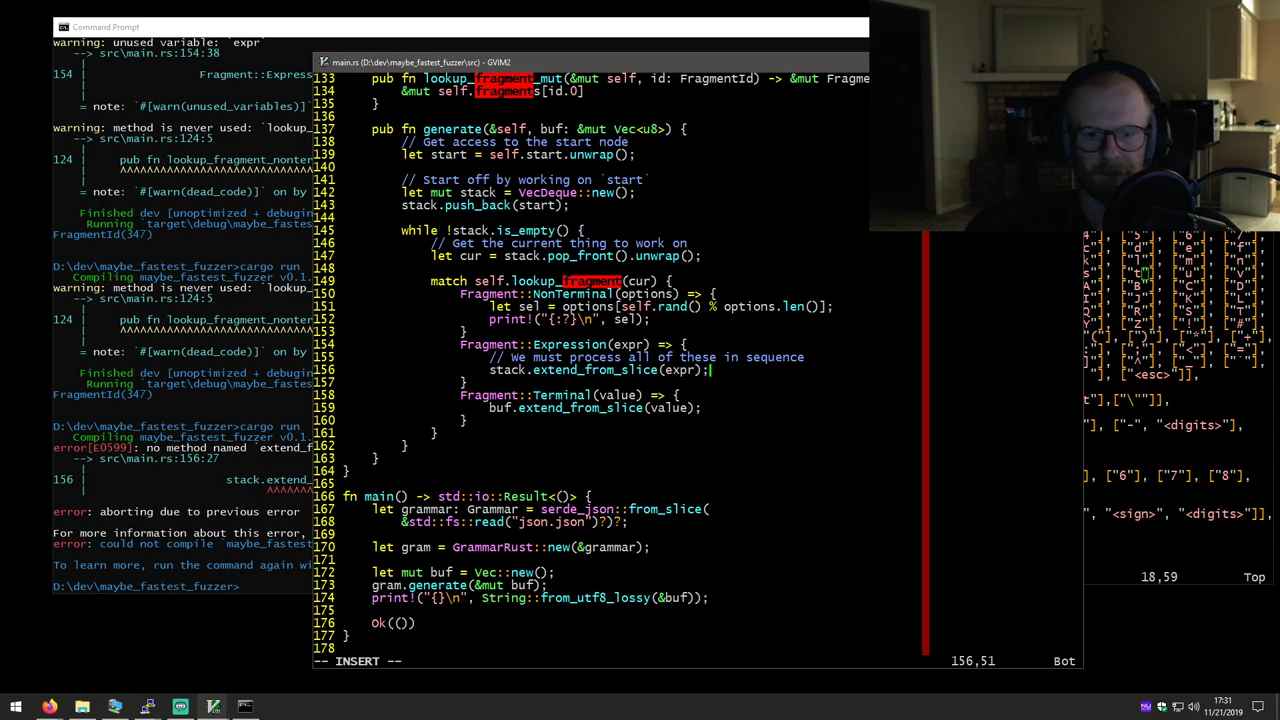 Command Prompt
warning: unused variable: `expr`
--> src\main.rs:154:38
|
154 | Fragment::Express
|
= note: `#[warn(unused_variables)]`
warning: method is never used: `lookup_
--> src\main.rs:124:5
|
124 | pub fn lookup_fragment_nonter
| ^^^^^^^^^^^^^^^^^^^^^^^^^^^
|
= note: `#[warn(dead_code)]` on by
Finished dev [unoptimized + debugin
Running `target\debug\maybe_fastes
FragmentId(347)
D:\dev\maybe_fastest_fuzzer>cargo run
Compiling maybe_fastest_fuzzer v0.1.
warning: method is never used: `lookup_
--> src\main.rs:124:5
|
124 | pub fn lookup_fragment_nonter
| ^^^^^^^^^^^^^^^^^^^^^^^^^^^
|
= note: `#[warn(dead_code)]` on by
Finished dev [unoptimized + debugin
Running `target\debug\maybe_fastes
FragmentId(347)
D:\dev\maybe_fastest_fuzzer>cargo run
Compiling maybe_fastest_fuzzer v0.1.
error[E0599]: no method named `extend_f
--> src\main.rs:156:27
|
156 | stack.extend_
| ^^^^^^^
error: aborting due to previous error
For more information about this error,
error: could not compile `maybe_fastest
To learn more, run the command again wi
D:\dev\maybe_fastest_fuzzer>
main.rs (D:\dev\maybe_fastest_fuzzer\src) - GVIM2
133 pub fn lookup_fragment_mut(&mut self, id: FragmentId) -> &mut Fragme
134 &mut self.fragments[id.0]
135 }
136
137 pub fn generate(&self, buf: &mut Vec<u8>) {
138 // Get access to the start node
139 let start = self.start.unwrap();
140
141 // Start off by working on `start`
142 let mut stack = VecDeque::new();
143 stack.push_back(start);
144
145 while !stack.is_empty() {
146 // Get the current thing to work on
147 let cur = stack.pop_front().unwrap();
148
149 match self.lookup_fragment(cur) {
150 Fragment::NonTerminal(options) => {
151 let sel = options[self.rand() % options.len()];
152 print!("{:?}\n", sel);
153 }
154 Fragment::Expression(expr) => {
155 // We must process all of these in sequence
156 stack.extend_from_slice(expr);
157 }
158 Fragment::Terminal(value) => {
159 buf.extend_from_slice(value);
160 }
161 }
162 }
163 }
164 }
165
166 fn main() -> std::io::Result<()> {
167 let grammar: Grammar = serde_json::from_slice(
168 &std::fs::read("json.json")?)?;
169
170 let gram = GrammarRust::new(&grammar);
171
172 let mut buf = Vec::new();
173 gram.generate(&mut buf);
174 print!("{}\n", String::from_utf8_lossy(&buf));
175
176 Ok(())
177 }
178
-- INSERT -- 156,51 Bot
], ["<esc>"]],
t"],["\""]],
], ["-", "<digits>"],
], ["6"], ["7"], ["8"],
", "<sign>", "<digits>"]],
18,59 Top
17:31
11/21/2019